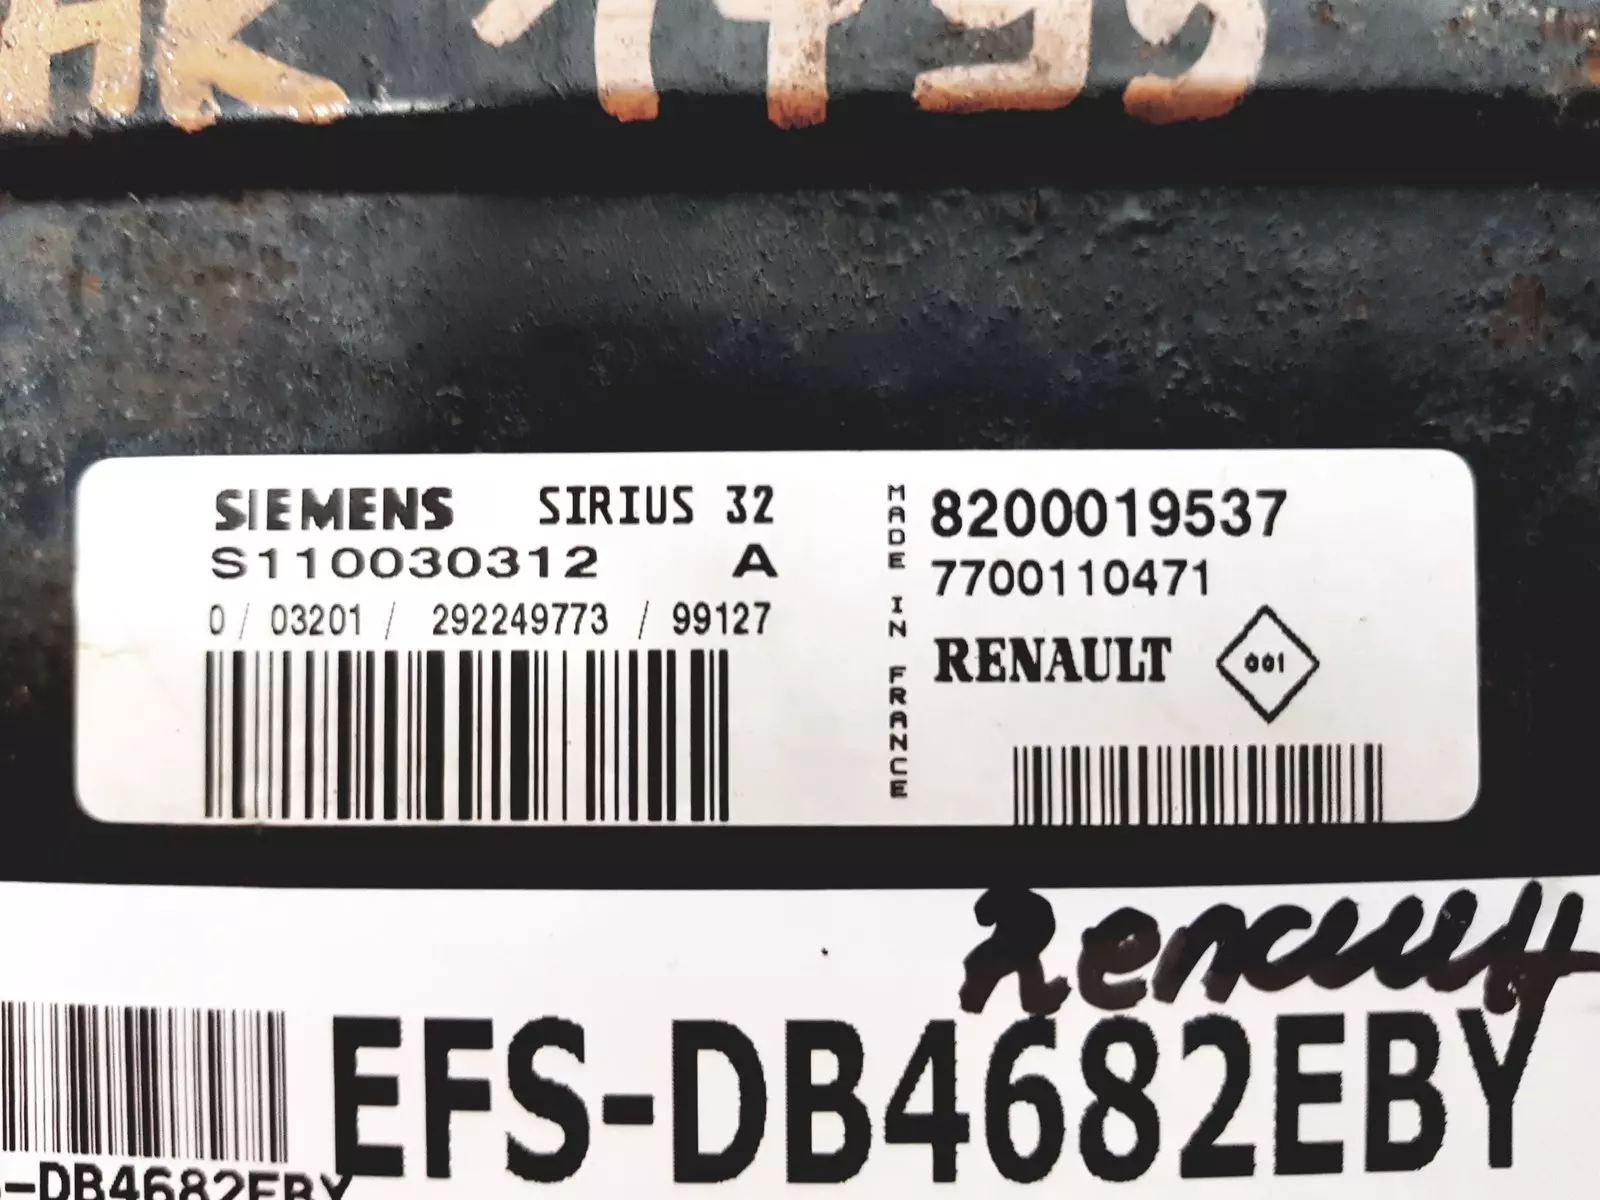 SIEMENS SIRIUS 32
S110030312 A
0 / 03201 / 292249773 / 99127
MADE IN FRANCE
8200019537
7700110471
RENAULT 001
Renault
EFS-DB4682EBY
-DB4682EBY